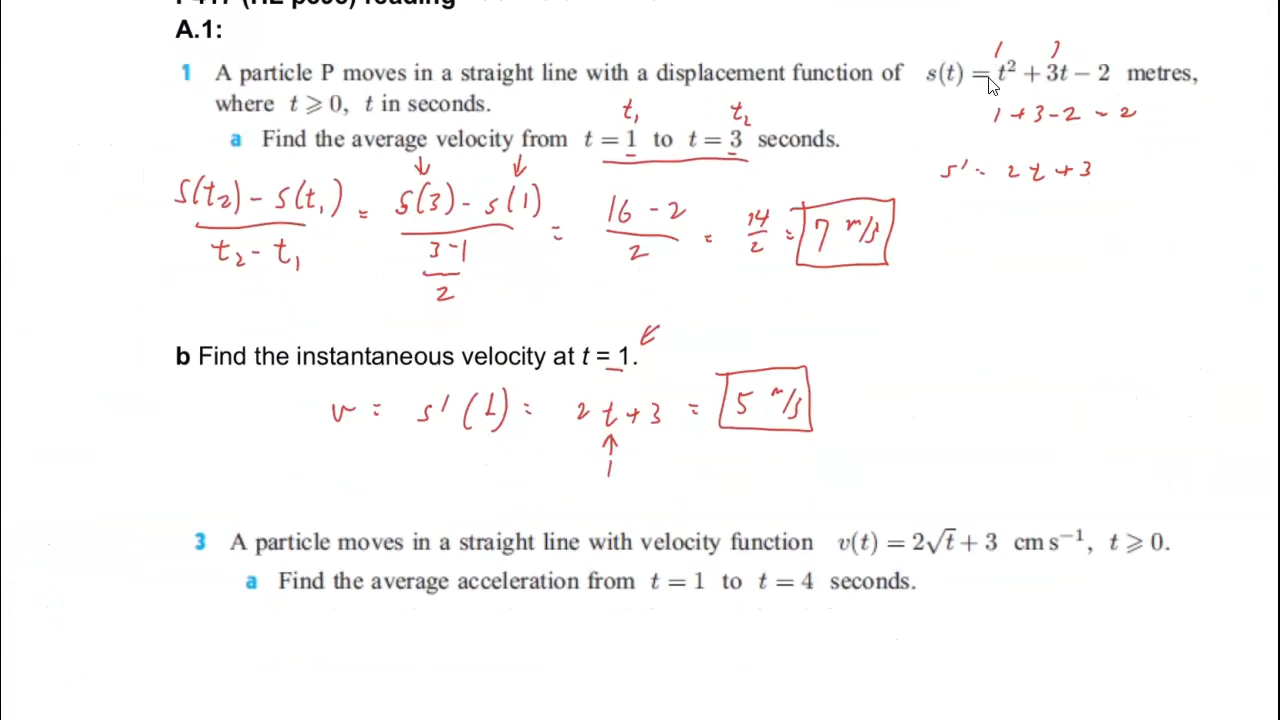 A.1:
1 A particle P moves in a straight line with a displacement function of s(t) = t² + 3t − 2 metres,
where t ⩾ 0, t in seconds.
1 + 3 - 2 = 2
t₁ t₂
a Find the average velocity from t = 1 to t = 3 seconds.
s' = 2t + 3
(s(t₂) - s(t₁))/(t₂ - t₁) = (s(3) - s(1))/(3-1) = (16 - 2)/2 = 14/2 = 7 m/s
2
b Find the instantaneous velocity at t = 1.
v = s'(1) = 2t + 3 = 5 m/s
↑
1
3 A particle moves in a straight line with velocity function v(t) = 2√t + 3 cm s⁻¹, t ⩾ 0.
a Find the average acceleration from t = 1 to t = 4 seconds.